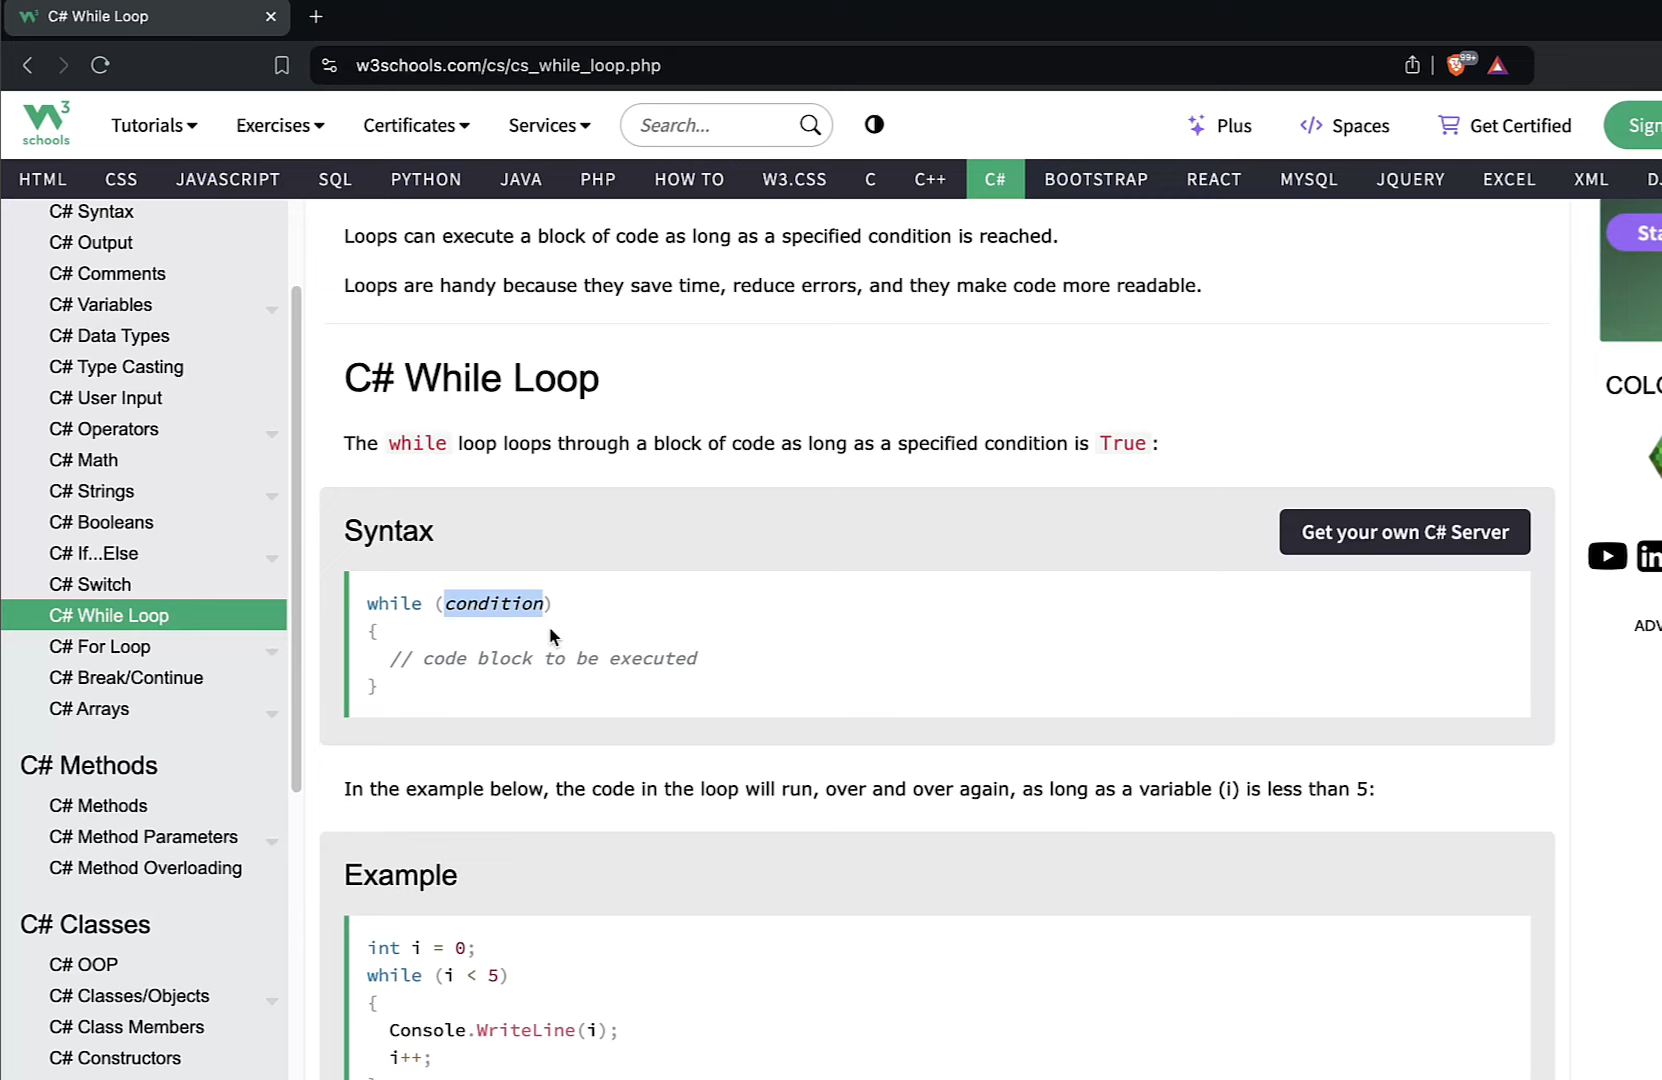 C# While Loop
w3schools.com/cs/cs_while_loop.php
99+
W3 schools
Tutorials Exercises Certificates Services Search... Plus </> Spaces Get Certified Sign
HTML CSS JAVASCRIPT SQL PYTHON JAVA PHP HOW TO W3.CSS C C++ C# BOOTSTRAP REACT MYSQL JQUERY EXCEL XML DJ
C# Syntax
C# Output
C# Comments
C# Variables
C# Data Types
C# Type Casting
C# User Input
C# Operators
C# Math
C# Strings
C# Booleans
C# If...Else
C# Switch
C# While Loop
C# For Loop
C# Break/Continue
C# Arrays
C# Methods
C# Methods
C# Method Parameters
C# Method Overloading
C# Classes
C# OOP
C# Classes/Objects
C# Class Members
C# Constructors
Loops can execute a block of code as long as a specified condition is reached.
Loops are handy because they save time, reduce errors, and they make code more readable.
C# While Loop
The while loop loops through a block of code as long as a specified condition is True:
Syntax
Get your own C# Server
while (condition)
{
// code block to be executed
}
In the example below, the code in the loop will run, over and over again, as long as a variable (i) is less than 5:
Example
int i = 0;
while (i < 5)
{
Console.WriteLine(i);
i++;
Sta
COLO
in
ADV